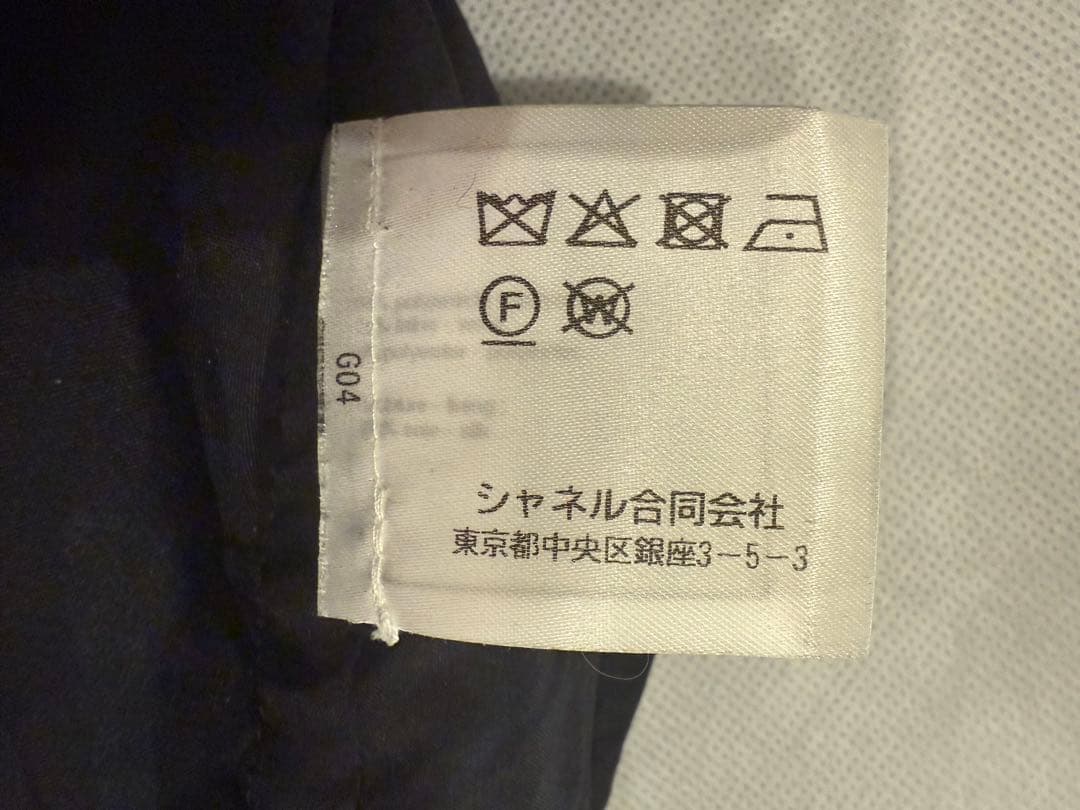 F W
G04
シャネル合同会社
東京都中央区銀座3-5-3